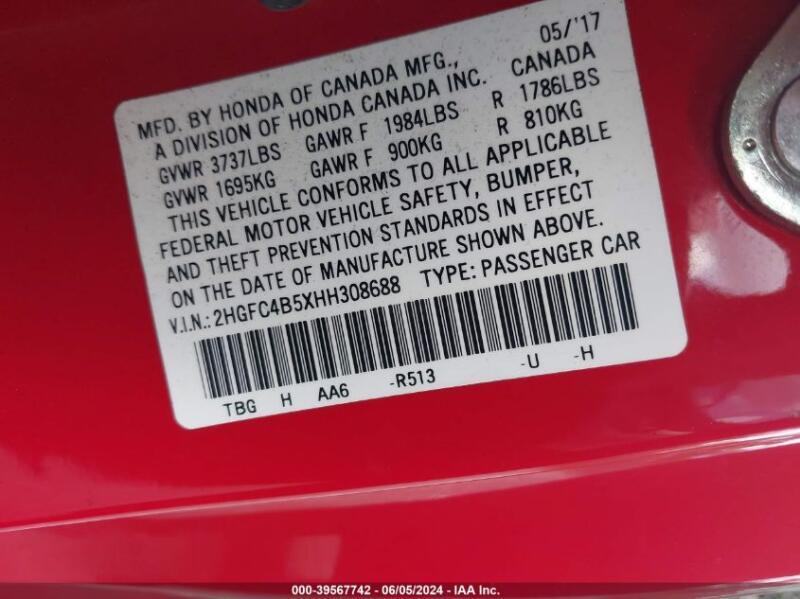 05/'17
MFD. BY HONDA OF CANADA MFG.,
A DIVISION OF HONDA CANADA INC. CANADA
GVWR 3737LBS GAWR F 1984LBS R 1786LBS
GVWR 1695KG GAWR F 900KG R 810KG
THIS VEHICLE CONFORMS TO ALL APPLICABLE
FEDERAL MOTOR VEHICLE SAFETY, BUMPER,
AND THEFT PREVENTION STANDARDS IN EFFECT
ON THE DATE OF MANUFACTURE SHOWN ABOVE.
V.I.N.: 2HGFC4B5XHH308688 TYPE: PASSENGER CAR
TBG H AA6 -R513 -U -H
000-39567742 - 06/05/2024 - IAA Inc.